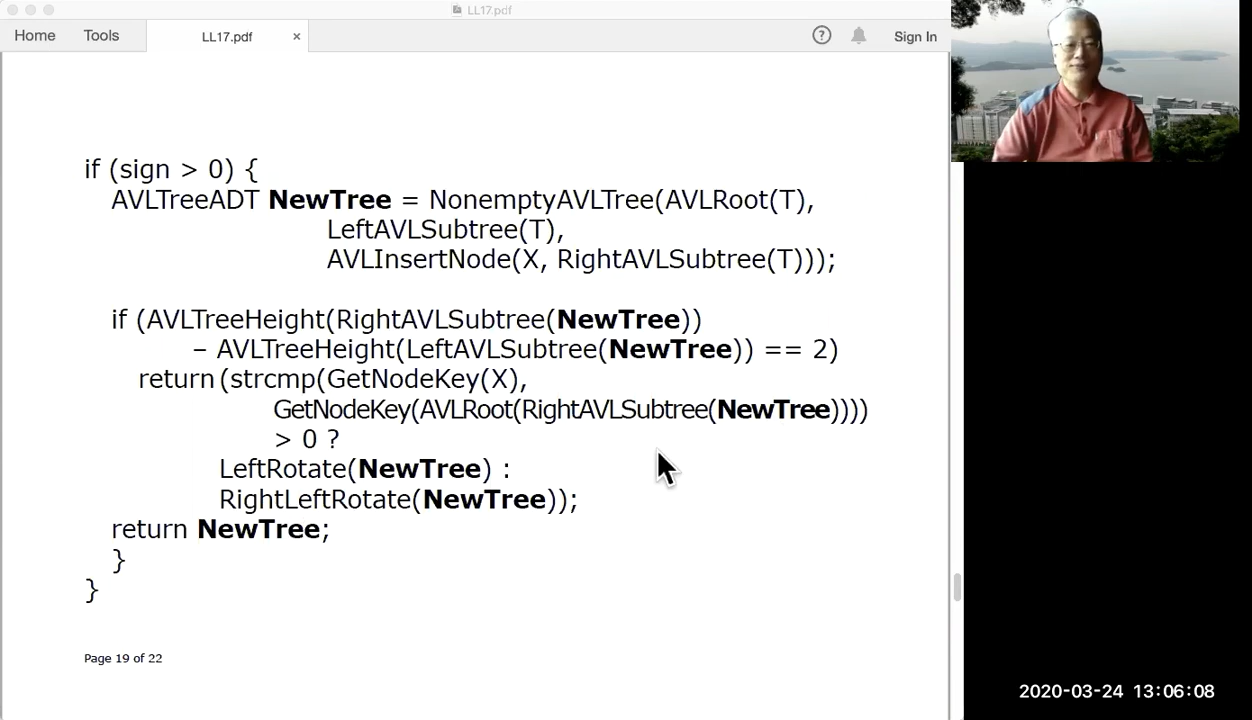 LL17.pdf
Home Tools LL17.pdf × ? Sign In
if (sign > 0) {
AVLTreeADT NewTree = NonemptyAVLTree(AVLRoot(T),
LeftAVLSubtree(T),
AVLInsertNode(X, RightAVLSubtree(T)));
if (AVLTreeHeight(RightAVLSubtree(NewTree))
– AVLTreeHeight(LeftAVLSubtree(NewTree)) == 2)
return (strcmp(GetNodeKey(X),
GetNodeKey(AVLRoot(RightAVLSubtree(NewTree))))
> 0 ?
LeftRotate(NewTree) :
RightLeftRotate(NewTree));
return NewTree;
}
}
Page 19 of 22
2020-03-24 13:06:08